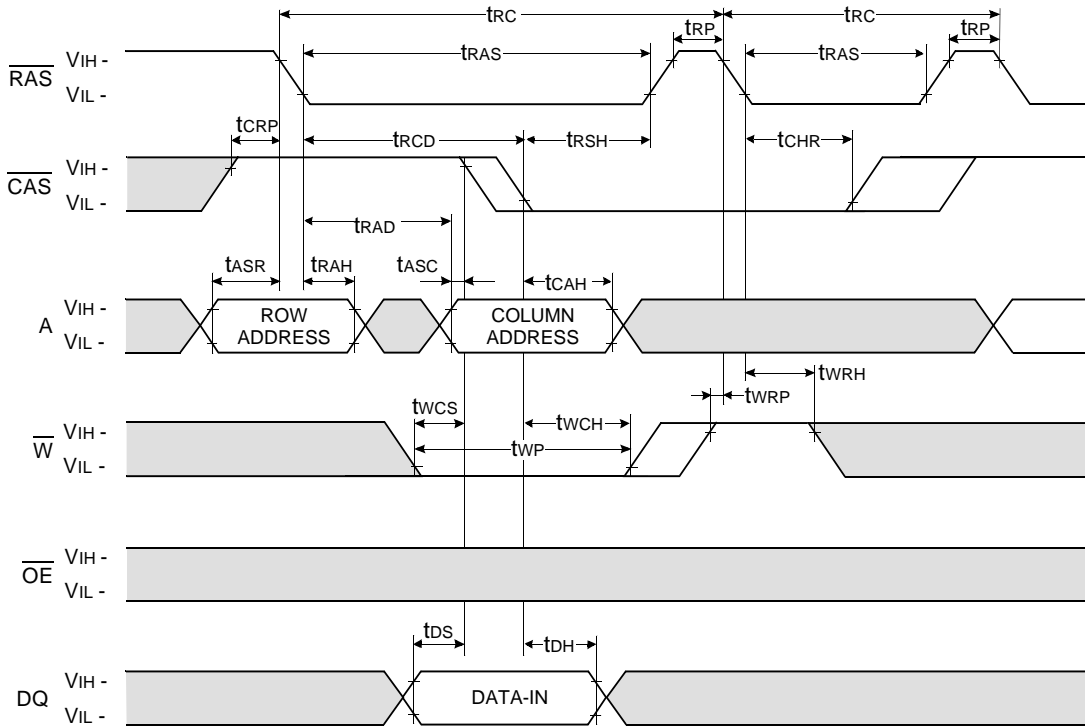 tRC tRC
tRP tRP
tRAS tRAS
RAS VIH - VIL -
tCRP tRCD tRSH tCHR
CAS VIH - VIL -
tRAD
tASR tRAH tASC tCAH
A VIH - VIL -
ROW ADDRESS
COLUMN ADDRESS
tWRH
tWRP
tWCS tWCH
tWP
W VIH - VIL -
OE VIH - VIL -
tDS tDH
DQ VIH - VIL -
DATA-IN